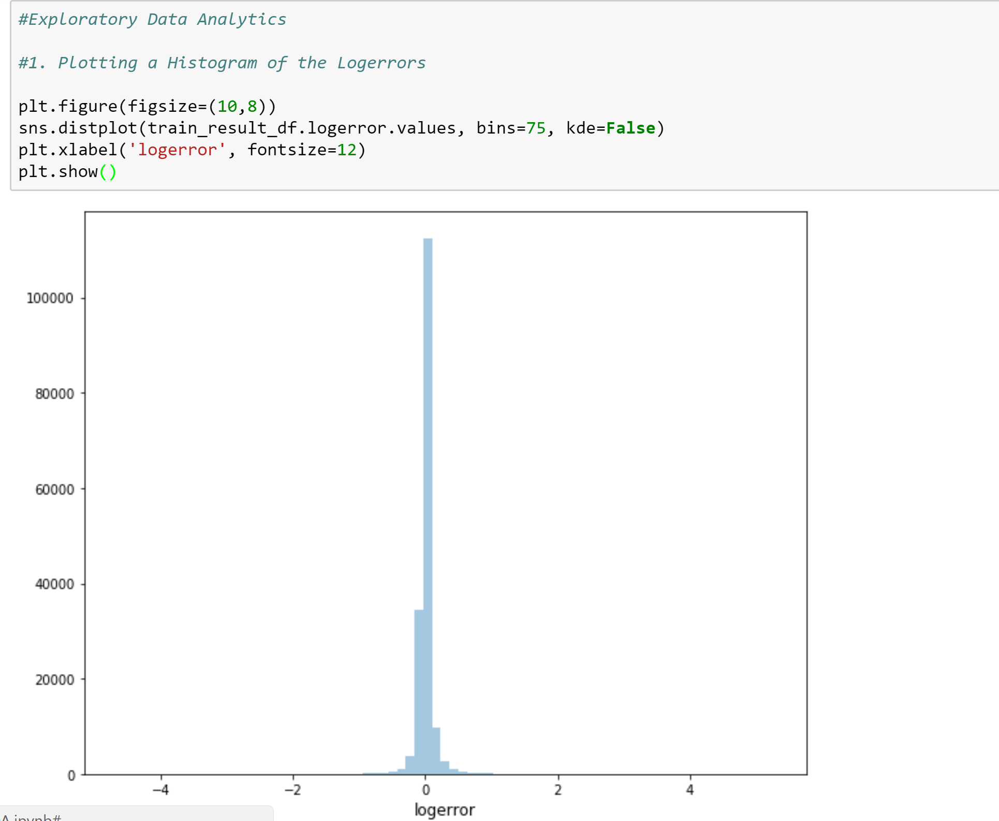 #Exploratory Data Analytics
#1. Plotting a Histogram of the Logerrors
plt.figure(figsize=(10,8))
sns.distplot(train_result_df.logerror.values, bins=75, kde=False)
plt.xlabel('logerror', fontsize=12)
plt.show()
100000
80000
60000
40000
20000
0
−4 −2 0 2 4
logerror
A.ipynb#